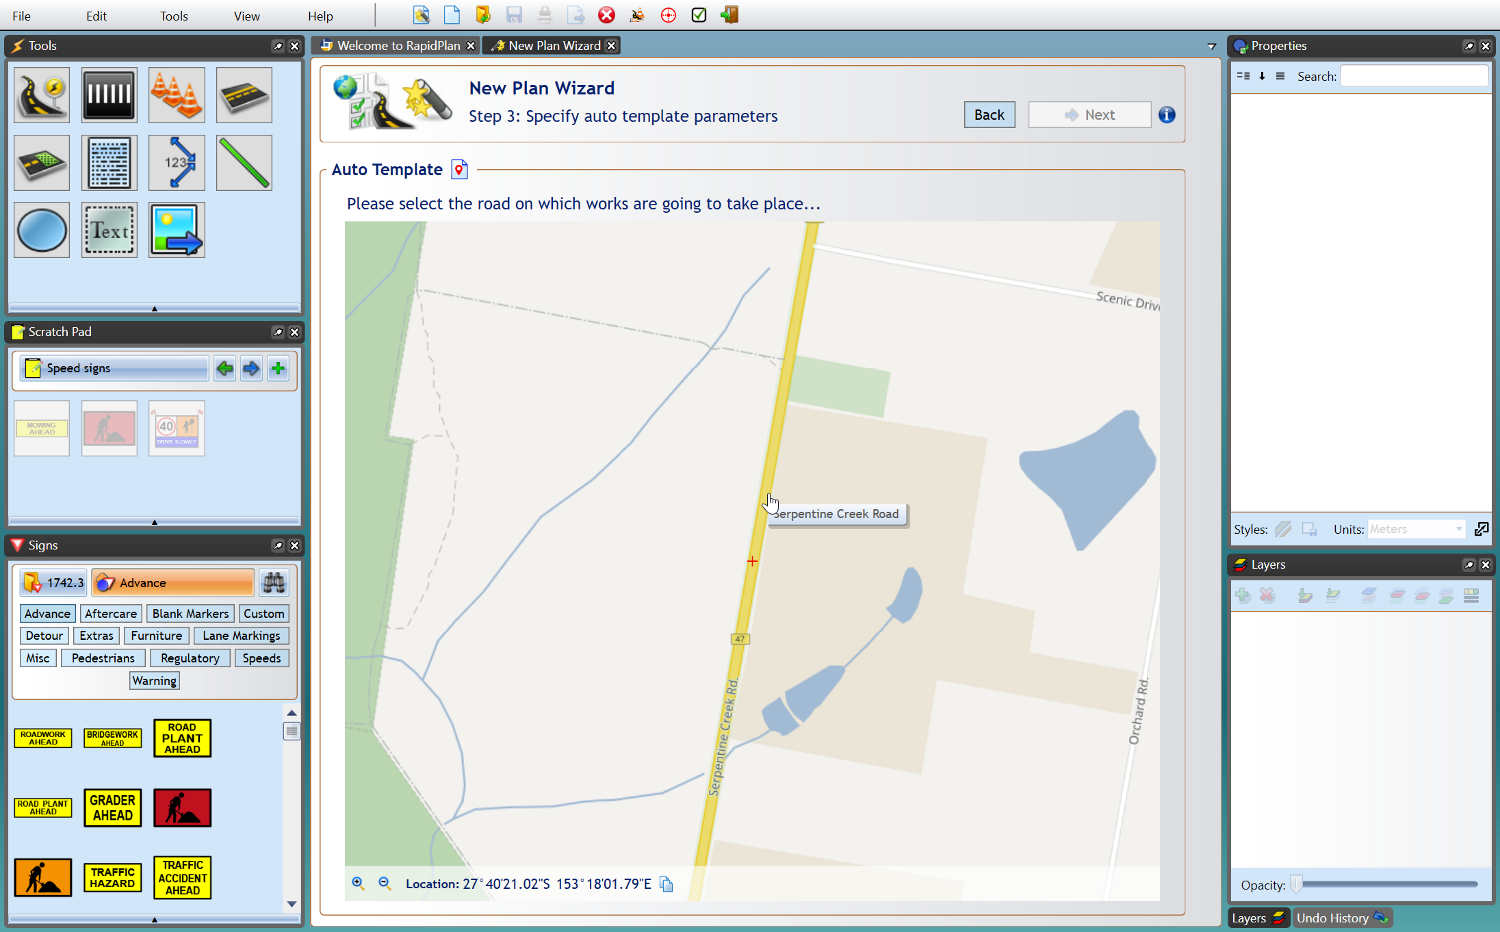 File Edit Tools View Help
Tools
Welcome to RapidPlan
New Plan Wizard
Properties
Search:
New Plan Wizard
Step 3: Specify auto template parameters
Back
Next
Auto Template
Please select the road on which works are going to take place...
123
Text
Scratch Pad
Speed signs
MOWING
AHEAD
40
DRIVE SLOWLY
Signs
1742.3
Advance
Advance Aftercare Blank Markers Custom
Detour Extras Furniture Lane Markings
Misc Pedestrians Regulatory Speeds
Warning
ROADWORK
AHEAD
BRIDGEWORK
AHEAD
ROAD
PLANT
AHEAD
ROAD PLANT
AHEAD
GRADER
AHEAD
TRAFFIC
HAZARD
TRAFFIC
ACCIDENT
AHEAD
Scenic Drive
Serpentine Creek Road
47
Serpentine Creek Rd.
Orchard Rd.
Location: 27°40'21.02"S 153°18'01.79"E
Styles:
Units: Meters
Layers
Opacity:
Layers
Undo History